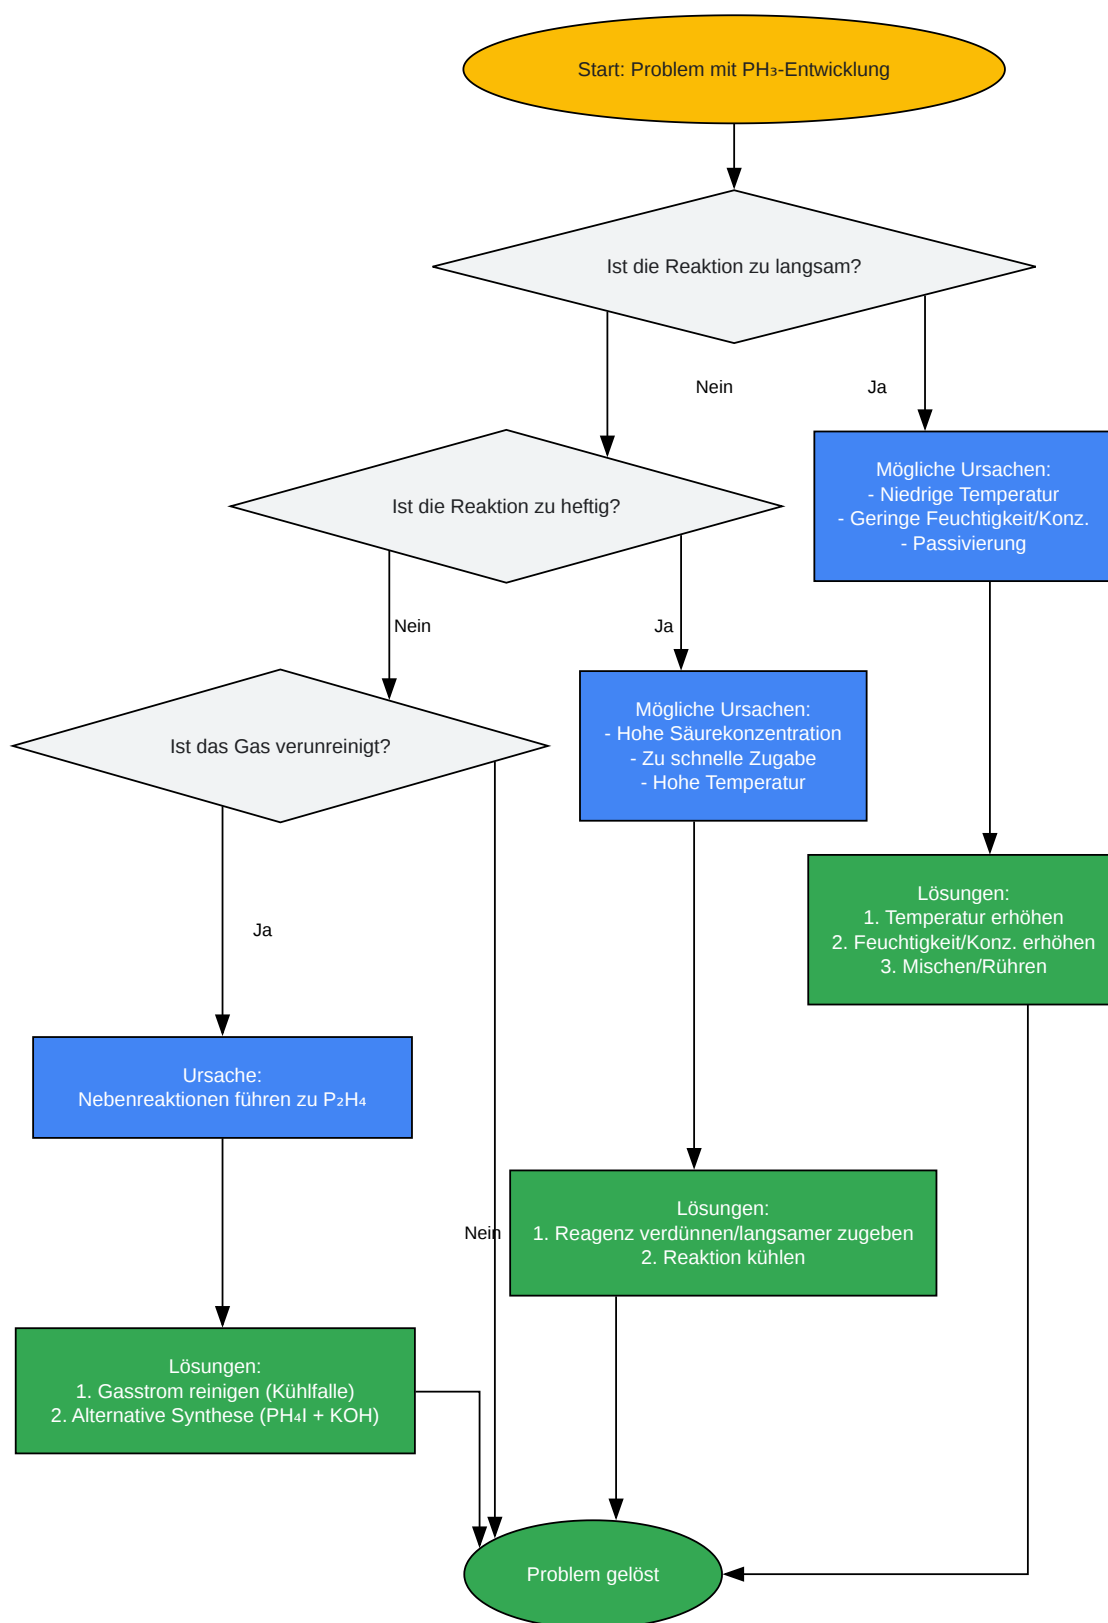 Start: Problem mit PH₃-Entwicklung
Ist die Reaktion zu langsam?
Nein
Ja
Mögliche Ursachen:
- Niedrige Temperatur
- Geringe Feuchtigkeit/Konz.
- Passivierung
Ist die Reaktion zu heftig?
Nein
Ja
Mögliche Ursachen:
- Hohe Säurekonzentration
- Zu schnelle Zugabe
- Hohe Temperatur
Ist das Gas verunreinigt?
Lösungen:
1. Temperatur erhöhen
2. Feuchtigkeit/Konz. erhöhen
3. Mischen/Rühren
Ja
Ursache:
Nebenreaktionen führen zu P₂H₄
Nein
Lösungen:
1. Reagenz verdünnen/langsamer zugeben
2. Reaktion kühlen
Lösungen:
1. Gasstrom reinigen (Kühlfalle)
2. Alternative Synthese (PH₄I + KOH)
Problem gelöst